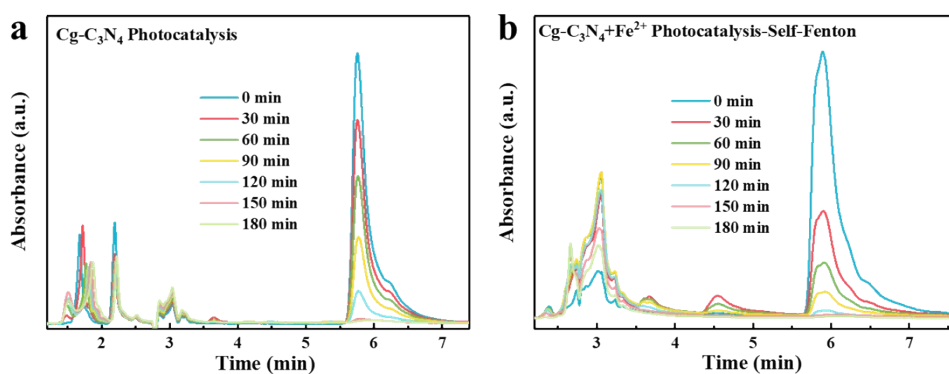 a
Cg-C₃N₄ Photocatalysis
0 min
30 min
60 min
90 min
120 min
150 min
180 min
Absorbance (a.u.)
2 3 4 5 6 7
Time (min)
b
Cg-C₃N₄+Fe²⁺ Photocatalysis-Self-Fenton
0 min
30 min
60 min
90 min
120 min
150 min
180 min
Absorbance (a.u.)
3 4 5 6 7
Time (min)